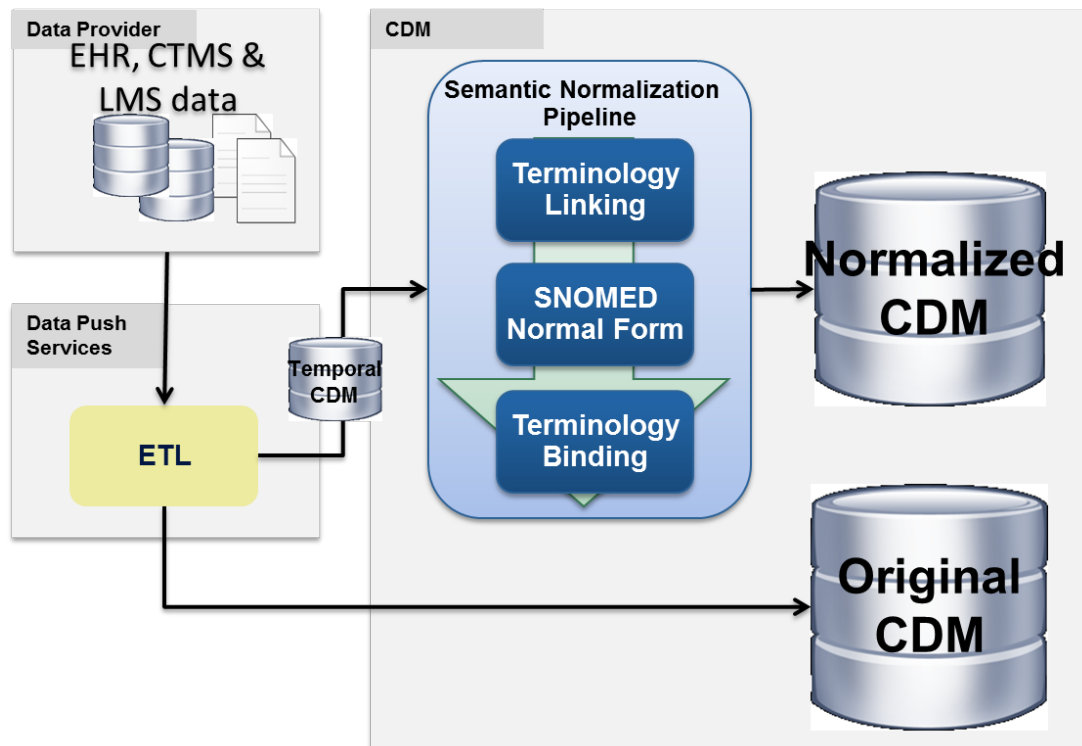 Data Provider
EHR, CTMS &
LMS data
Data Push
Services
ETL
Temporal
CDM
CDM
Semantic Normalization
Pipeline
Terminology
Linking
SNOMED
Normal Form
Terminology
Binding
Normalized
CDM
Original
CDM